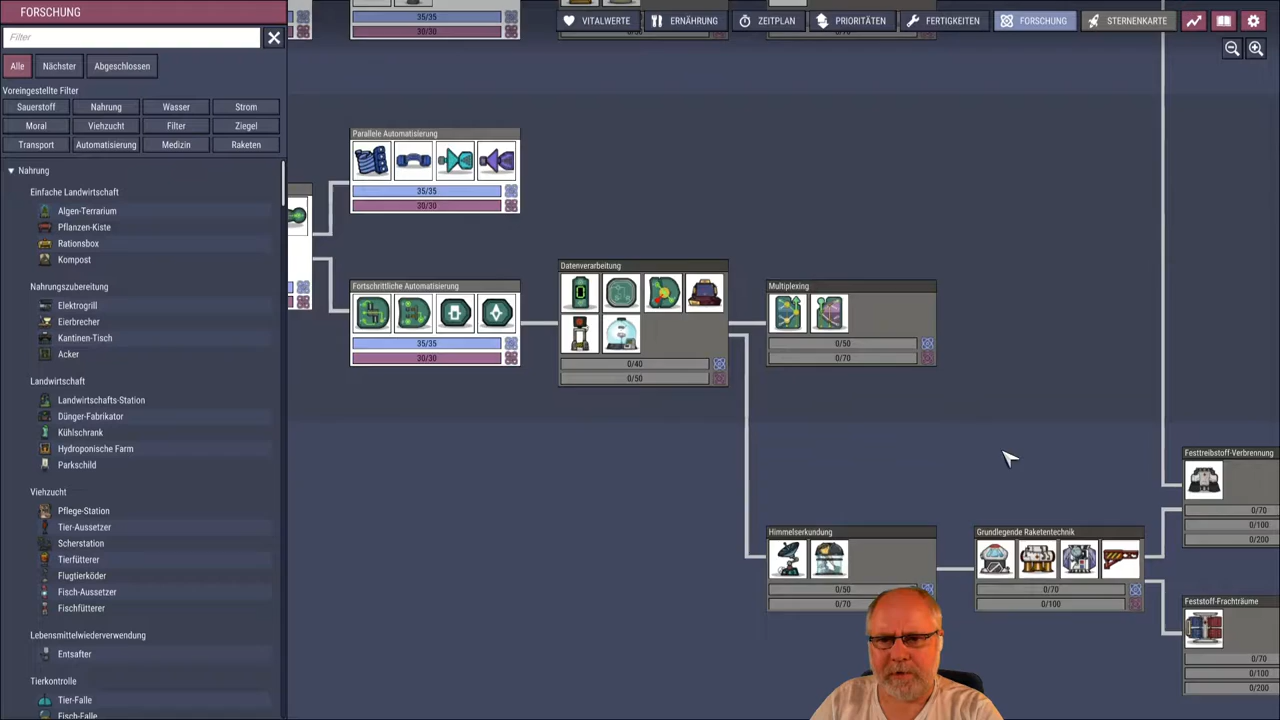 FORSCHUNG
VITALWERTE
ERNÄHRUNG
ZEITPLAN
PRIORITÄTEN
FERTIGKEITEN
FORSCHUNG
STERNENKARTE
Filter
Alle
Nächster
Abgeschlossen
Voreingestellte Filter
Sauerstoff
Nahrung
Wasser
Strom
Moral
Viehzucht
Filter
Ziegel
Transport
Automatisierung
Medizin
Raketen
Nahrung
Einfache Landwirtschaft
Algen-Terrarium
Pflanzen-Kiste
Rationsbox
Kompost
Nahrungszubereitung
Elektrogrill
Eierbrecher
Kantinen-Tisch
Acker
Landwirtschaft
Landwirtschafts-Station
Dünger-Fabrikator
Kühlschrank
Hydroponische Farm
Parkschild
Viehzucht
Pflege-Station
Tier-Aussetzer
Scherstation
Tierfütterer
Flugtierköder
Fisch-Aussetzer
Fischfütterer
Lebensmittelwiederverwendung
Entsafter
Tierkontrolle
Tier-Falle
Fisch-Falle
35/35
30/30
Parallele Automatisierung
35/35
30/30
Fortschrittliche Automatisierung
35/35
30/30
Datenverarbeitung
0/40
0/50
Multiplexing
0/50
0/70
Himmelserkundung
0/50
0/70
Grundlegende Raketentechnik
0/70
0/100
Festtreibstoff-Verbrennung
0/70
0/100
0/200
Feststoff-Frachträume
0/70
0/100
0/200